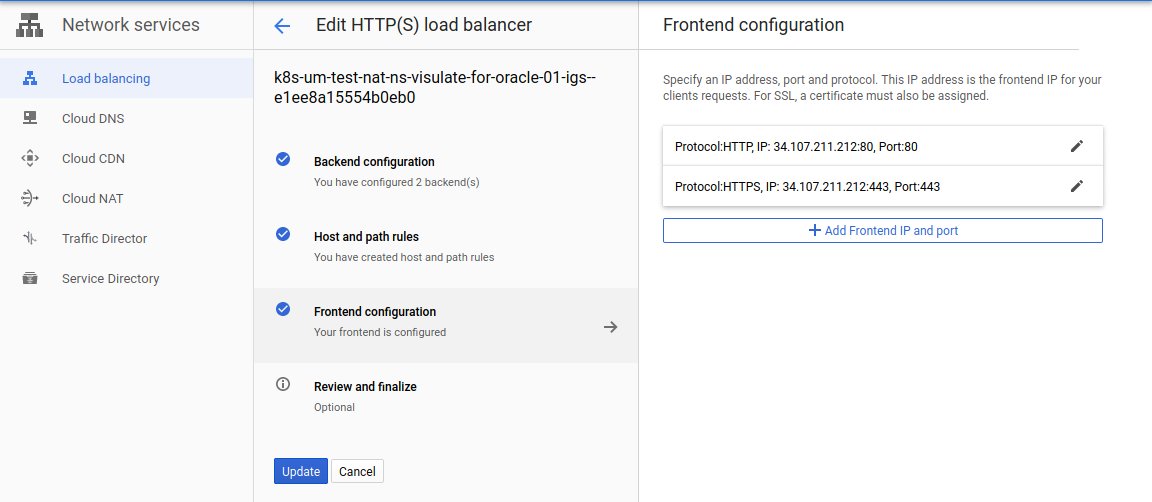 Network services
Load balancing
Cloud DNS
Cloud CDN
Cloud NAT
Traffic Director
Service Directory
Edit HTTP(S) load balancer
k8s-um-test-nat-ns-visulate-for-oracle-01-igs--
e1ee8a15554b0eb0
Backend configuration
You have configured 2 backend(s)
Host and path rules
You have created host and path rules
Frontend configuration
Your frontend is configured
Review and finalize
Optional
Update Cancel
Frontend configuration
Specify an IP address, port and protocol. This IP address is the frontend IP for your
clients requests. For SSL, a certificate must also be assigned.
Protocol:HTTP, IP: 34.107.211.212:80, Port:80
Protocol:HTTPS, IP: 34.107.211.212:443, Port:443
Add Frontend IP and port